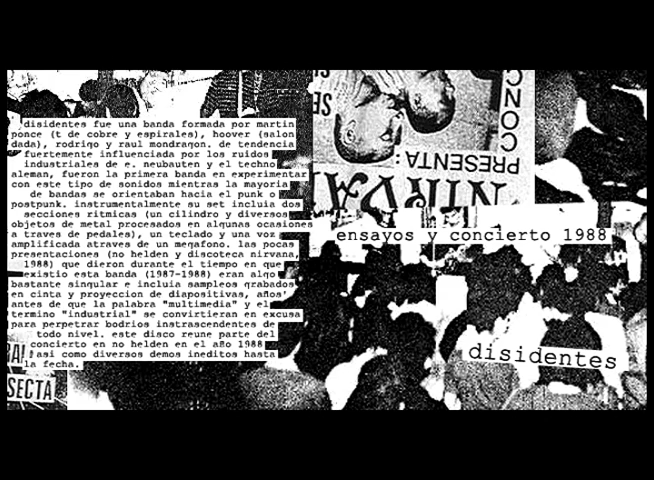 disidentes fue una banda formada por martin
ponce (t de cobre y espirales), hoover (salon
dada), rodrigo y raul mondragon. de tendencia
fuertemente influenciada por los ruidos
industriales de e. neubauten y el techno
aleman, fueron la primera banda en experimentar
con este tipo de sonidos mientras la mayoria
de bandas se orientaban hacia el punk o
postpunk. instrumentalmente su set incluia dos
secciones ritmicas (un cilindro y diversos
objetos de metal procesados en algunas ocasiones
a traves de pedales), un teclado y una voz
amplificada atraves de un megafono. las pocas
presentaciones (no helden y discoteca nirvana,
1988) que dieron durante el tiempo en que
existio esta banda (1987-1988) eran algo
bastante singular e incluia sampleos grabados
en cinta y proyeccion de diapositivas, años
antes de que la palabra "multimedia" y el
termino "industrial" se convirtieran en excusa
para perpetrar bodrios instrascendentes de
todo nivel. este disco reune parte del
concierto en no helden en el año 1988
asi como diversos demos ineditos hasta
la fecha.
SECTA
CONC
PRESENTA:
ensayos y concierto 1988
disidentes